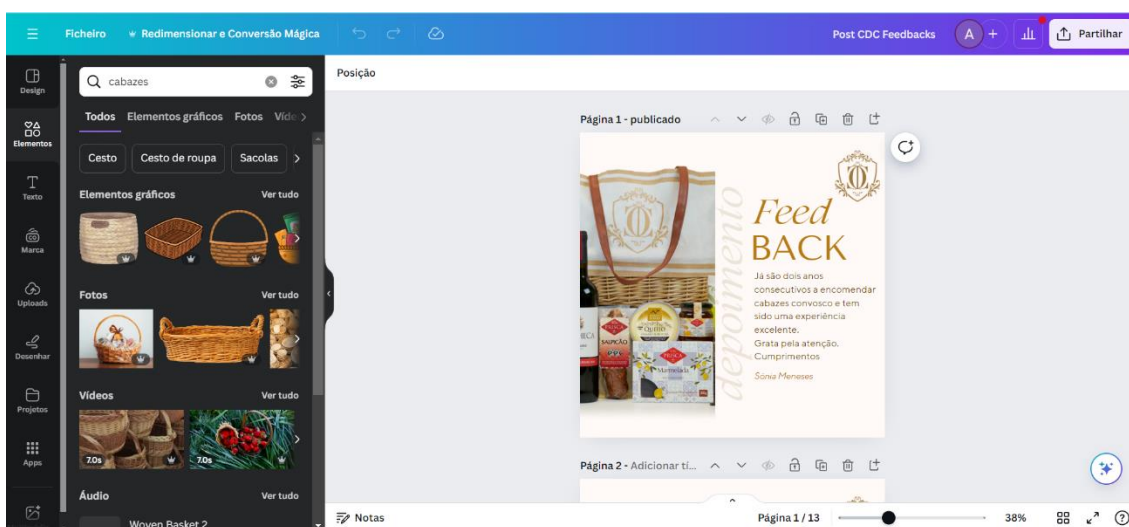 Ficheiro
Redimensionar e Conversão Mágica
Post CDC Feedbacks
A
Partilhar
Design
Elementos
Texto
Marca
Uploads
Desenhar
Projetos
Apps
cabazes
Todos Elementos gráficos Fotos Víde
Cesto Cesto de roupa Sacolas
Elementos gráficos Ver tudo
Fotos Ver tudo
Vídeos Ver tudo
7.0s 7.0s
Áudio Ver tudo
Woven Basket 2
Posição
Página 1 - publicado
depoimento
Feed
BACK
Já são dois anos
consecutivos a encomendar
cabazes convosco e tem
sido uma experiência
excelente.
Grata pela atenção.
Cumprimentos
Sónia Meneses
SALPICÃO
QUEIJO
Marmelada
Página 2 - Adicionar tí...
Notas
Página 1 / 13
38%